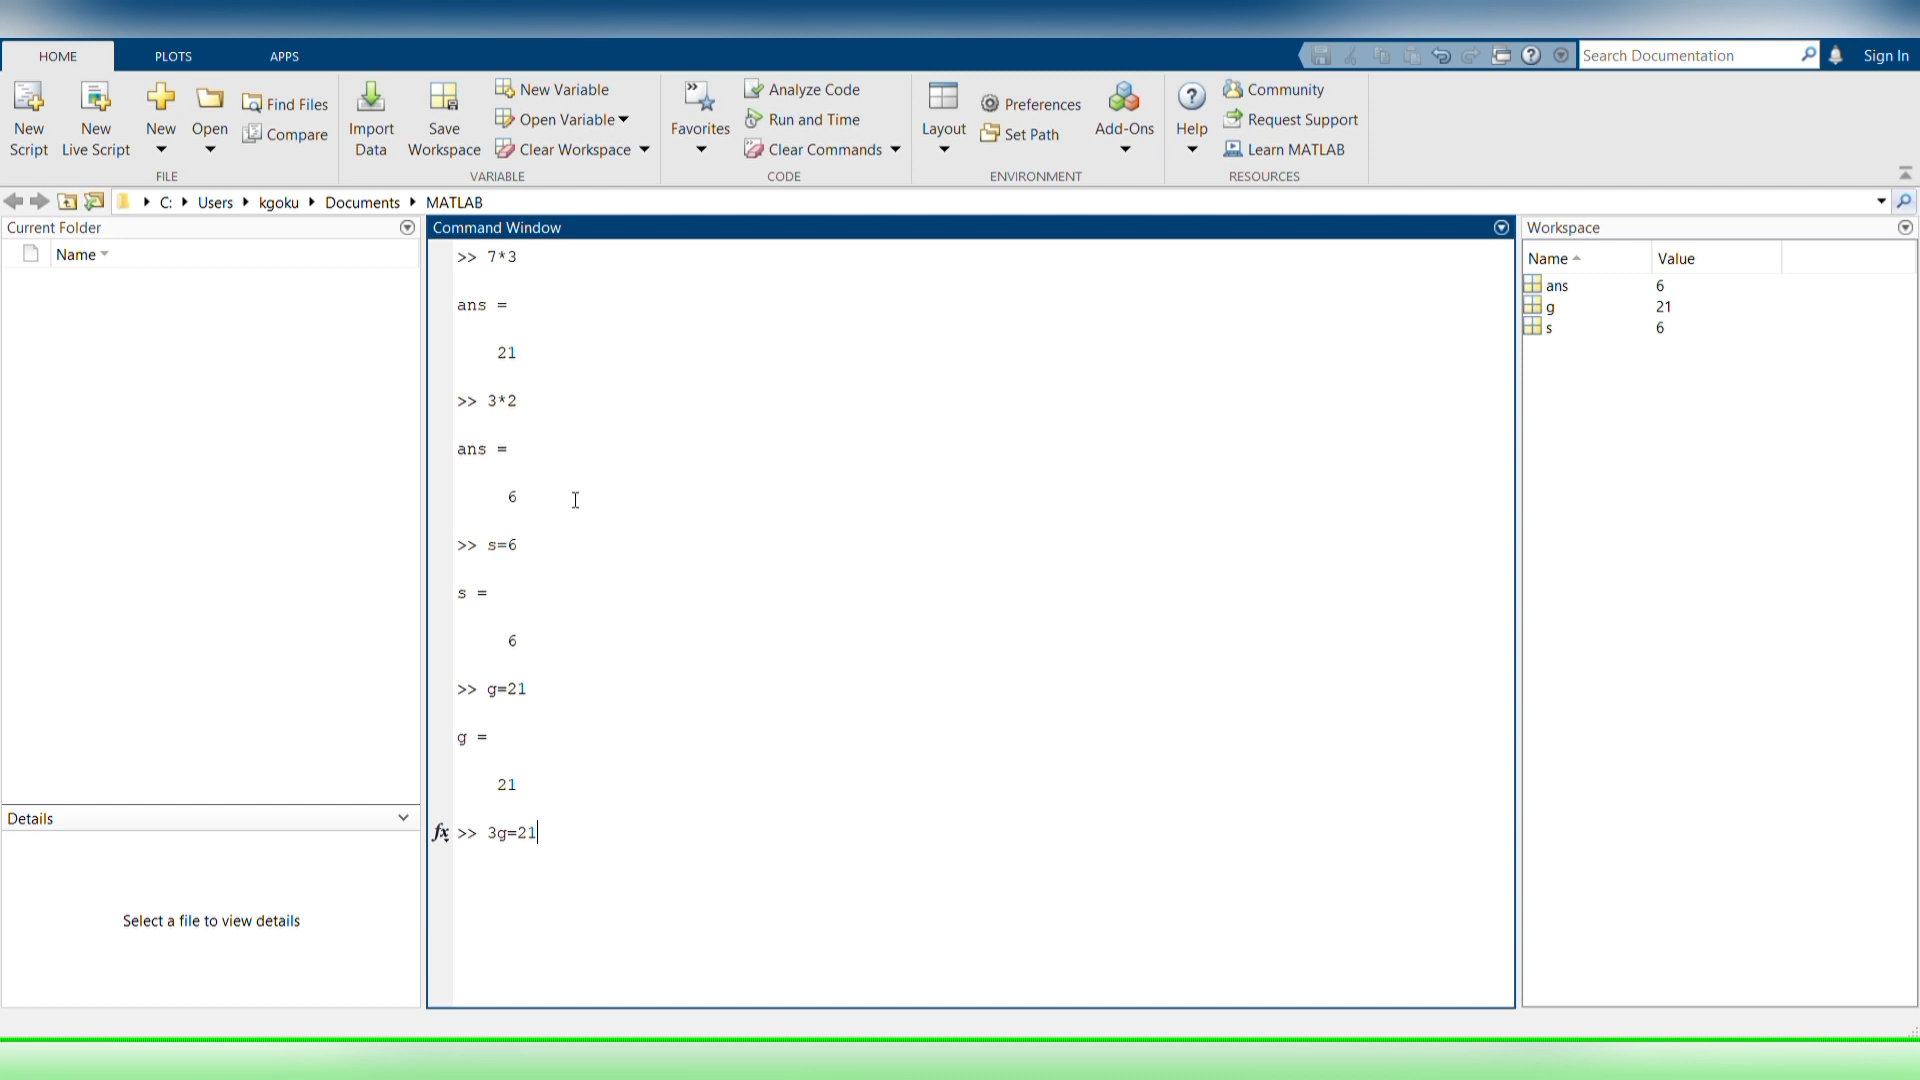 HOME PLOTS APPS
Search Documentation Sign In
New Script
New Live Script
New
Open
Find Files
Compare
FILE
Import Data
Save Workspace
New Variable
Open Variable
Clear Workspace
VARIABLE
Favorites
Analyze Code
Run and Time
Clear Commands
CODE
Layout
Preferences
Set Path
Add-Ons
ENVIRONMENT
Help
Community
Request Support
Learn MATLAB
RESOURCES
C: Users kgoku Documents MATLAB
Current Folder
Name
Details
Select a file to view details
Command Window
>> 7*3
ans =
21
>> 3*2
ans =
6
>> s=6
s =
6
>> g=21
g =
21
fx >> 3g=21
Workspace
Name Value
ans 6
g 21
s 6